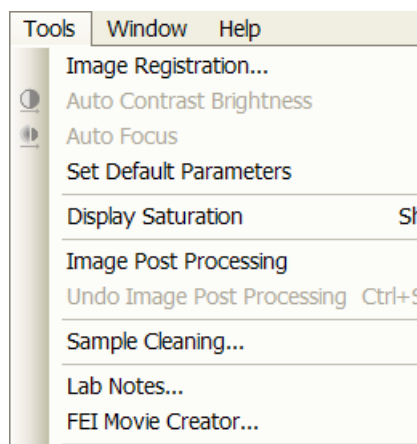 Tools Window Help
Image Registration...
Auto Contrast Brightness
Auto Focus
Set Default Parameters
Display Saturation
Image Post Processing
Undo Image Post Processing
Sample Cleaning...
Lab Notes...
FEI Movie Creator...